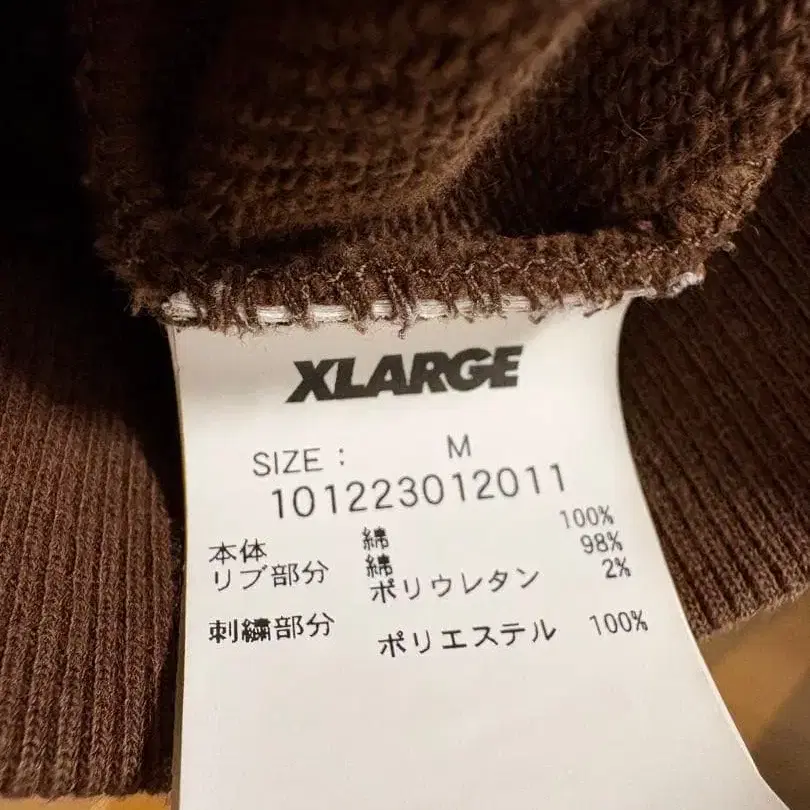 XLARGE
SIZE : M
101223012011
本体 綿 100%
リブ部分 綿 98%
ポリウレタン 2%
刺繍部分 ポリエステル 100%